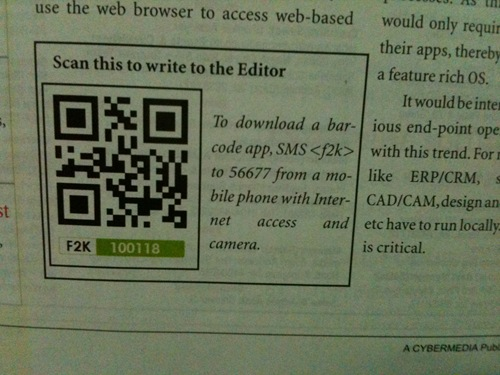 use the web browser to access web-based
Scan this to write to the Editor
F2K 100118
To download a bar-
code app, SMS <f2k>
to 56677 from a mo-
bile phone with Inter-
net access and
camera.
would only requir
their apps, thereby
a feature rich OS.
It would be inter
ious end-point ope
with this trend. For
like ERP/CRM, s
CAD/CAM, design an
etc have to run locally.
is critical.
A CYBERMEDIA Publ